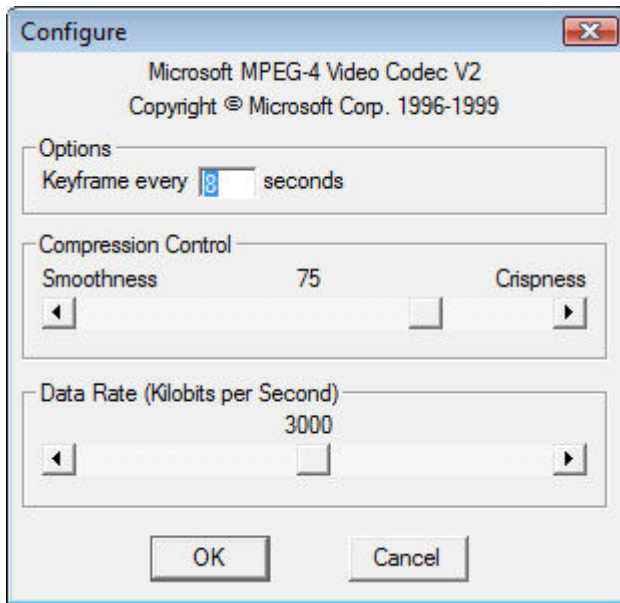 Configure
Microsoft MPEG-4 Video Codec V2
Copyright © Microsoft Corp. 1996-1999
Options
Keyframe every 8 seconds
Compression Control
Smoothness 75 Crispness
Data Rate (Kilobits per Second)
3000
OK Cancel